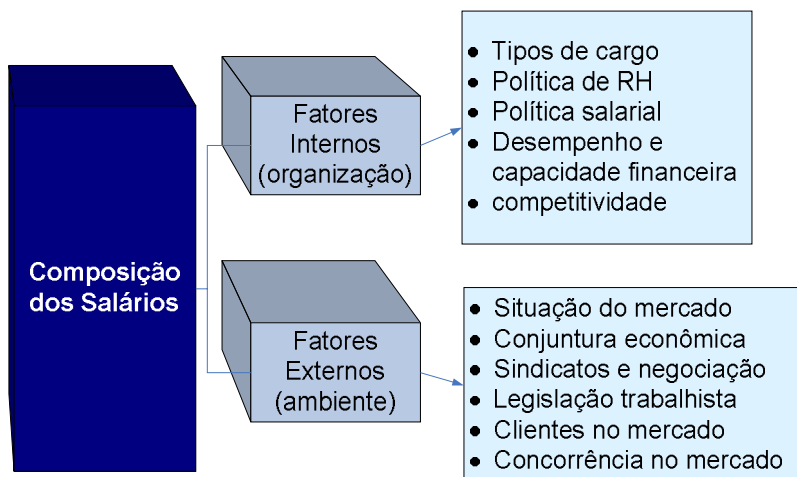 Composição
dos Salários
Fatores
Internos
(organização)
• Tipos de cargo
• Política de RH
• Política salarial
• Desempenho e
capacidade financeira
• competitividade
Fatores
Externos
(ambiente)
• Situação do mercado
• Conjuntura econômica
• Sindicatos e negociação
• Legislação trabalhista
• Clientes no mercado
• Concorrência no mercado